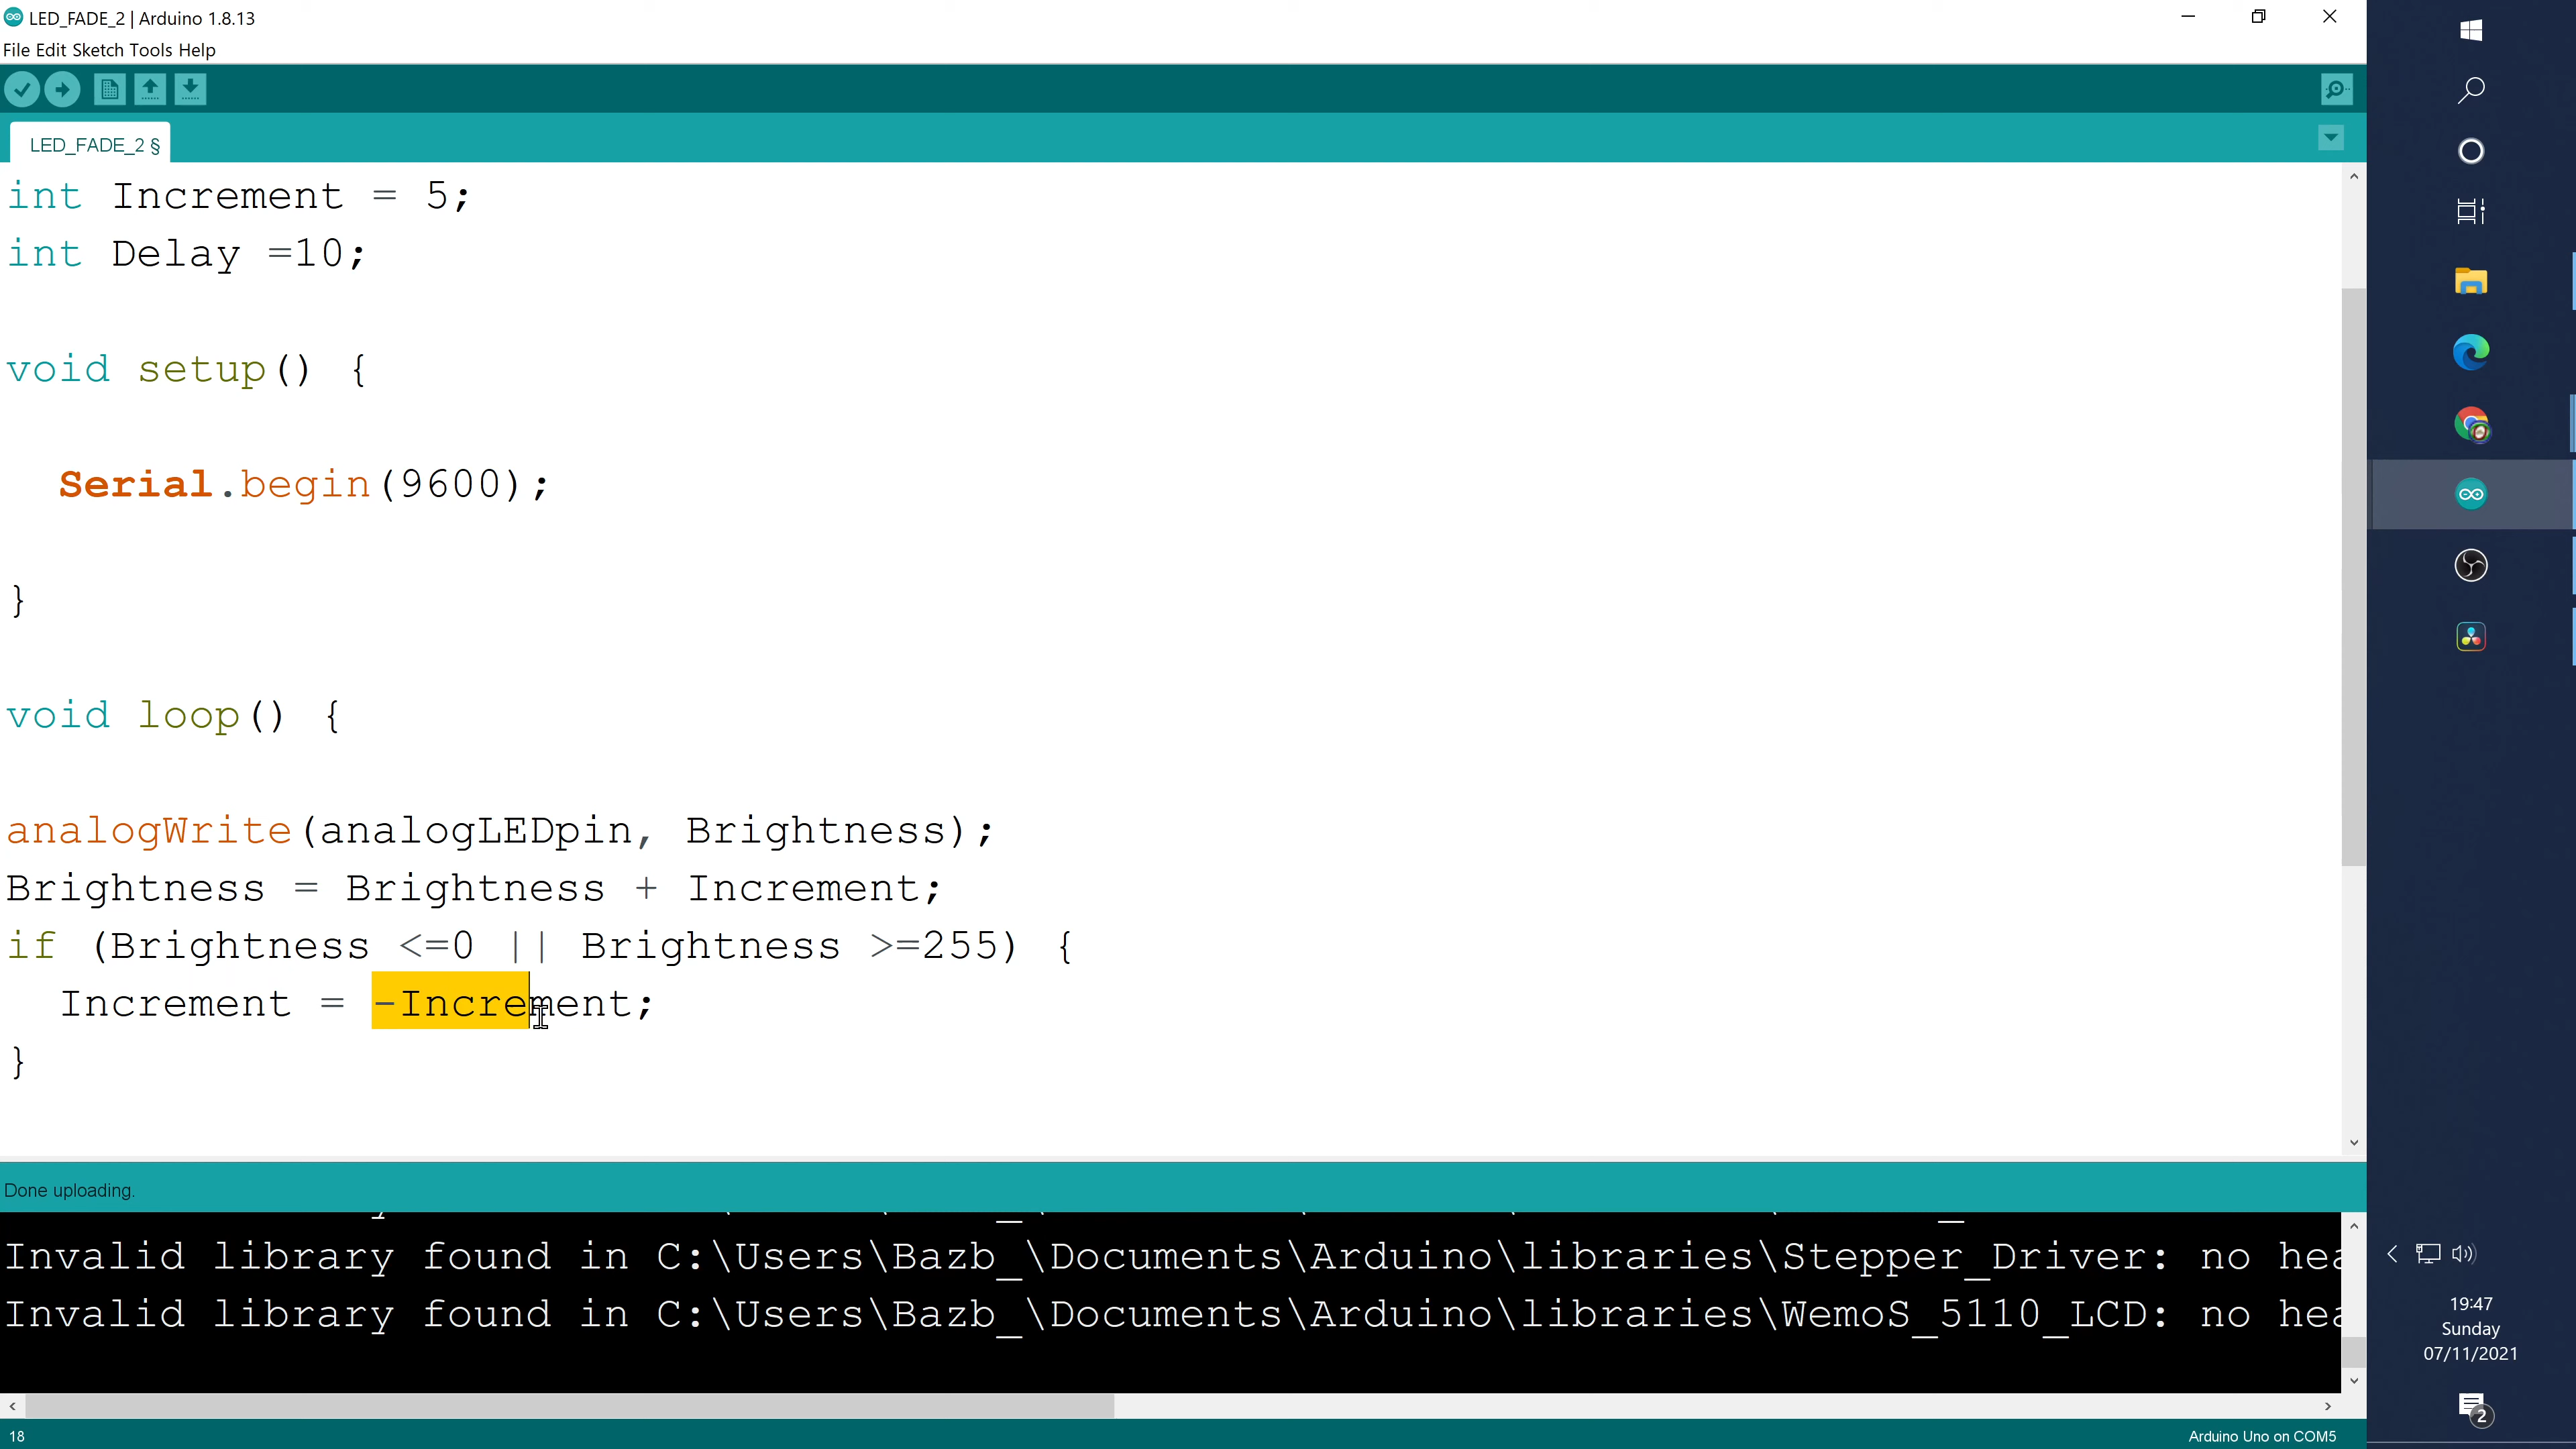 LED_FADE_2 | Arduino 1.8.13
File Edit Sketch Tools Help
LED_FADE_2 §
int Increment = 5;
int Delay =10;
void setup() {
Serial.begin(9600);
}
void loop() {
analogWrite(analogLEDpin, Brightness);
Brightness = Brightness + Increment;
if (Brightness <=0 || Brightness >=255) {
Increment = -Increment;
}
Done uploading.
Invalid library found in C:\Users\Bazb_\Documents\Arduino\libraries\Stepper_Driver: no hea
Invalid library found in C:\Users\Bazb_\Documents\Arduino\libraries\WemoS_5110_LCD: no hea
18
Arduino Uno on COM5
19:47
Sunday
07/11/2021
2